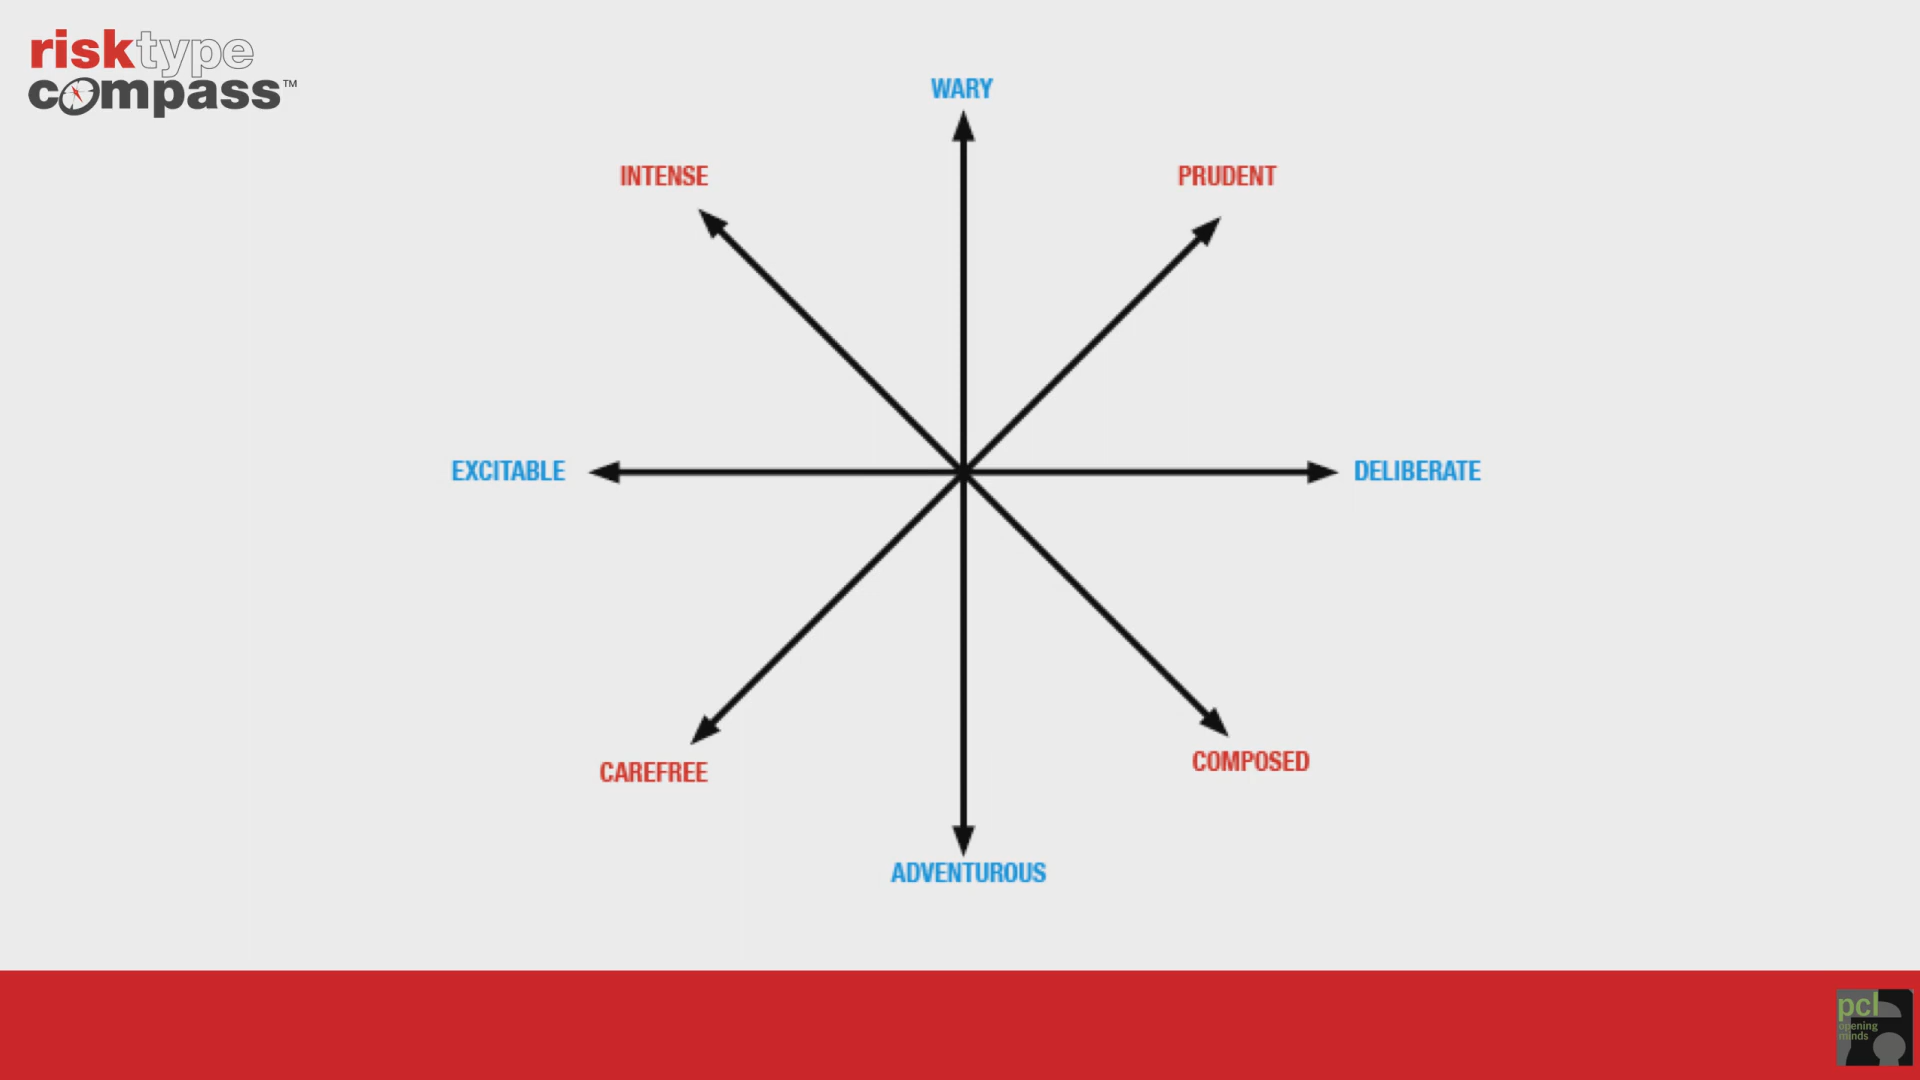 risktype
compass™
WARY
INTENSE
PRUDENT
EXCITABLE
DELIBERATE
CAREFREE
COMPOSED
ADVENTUROUS
pcl
opening
minds